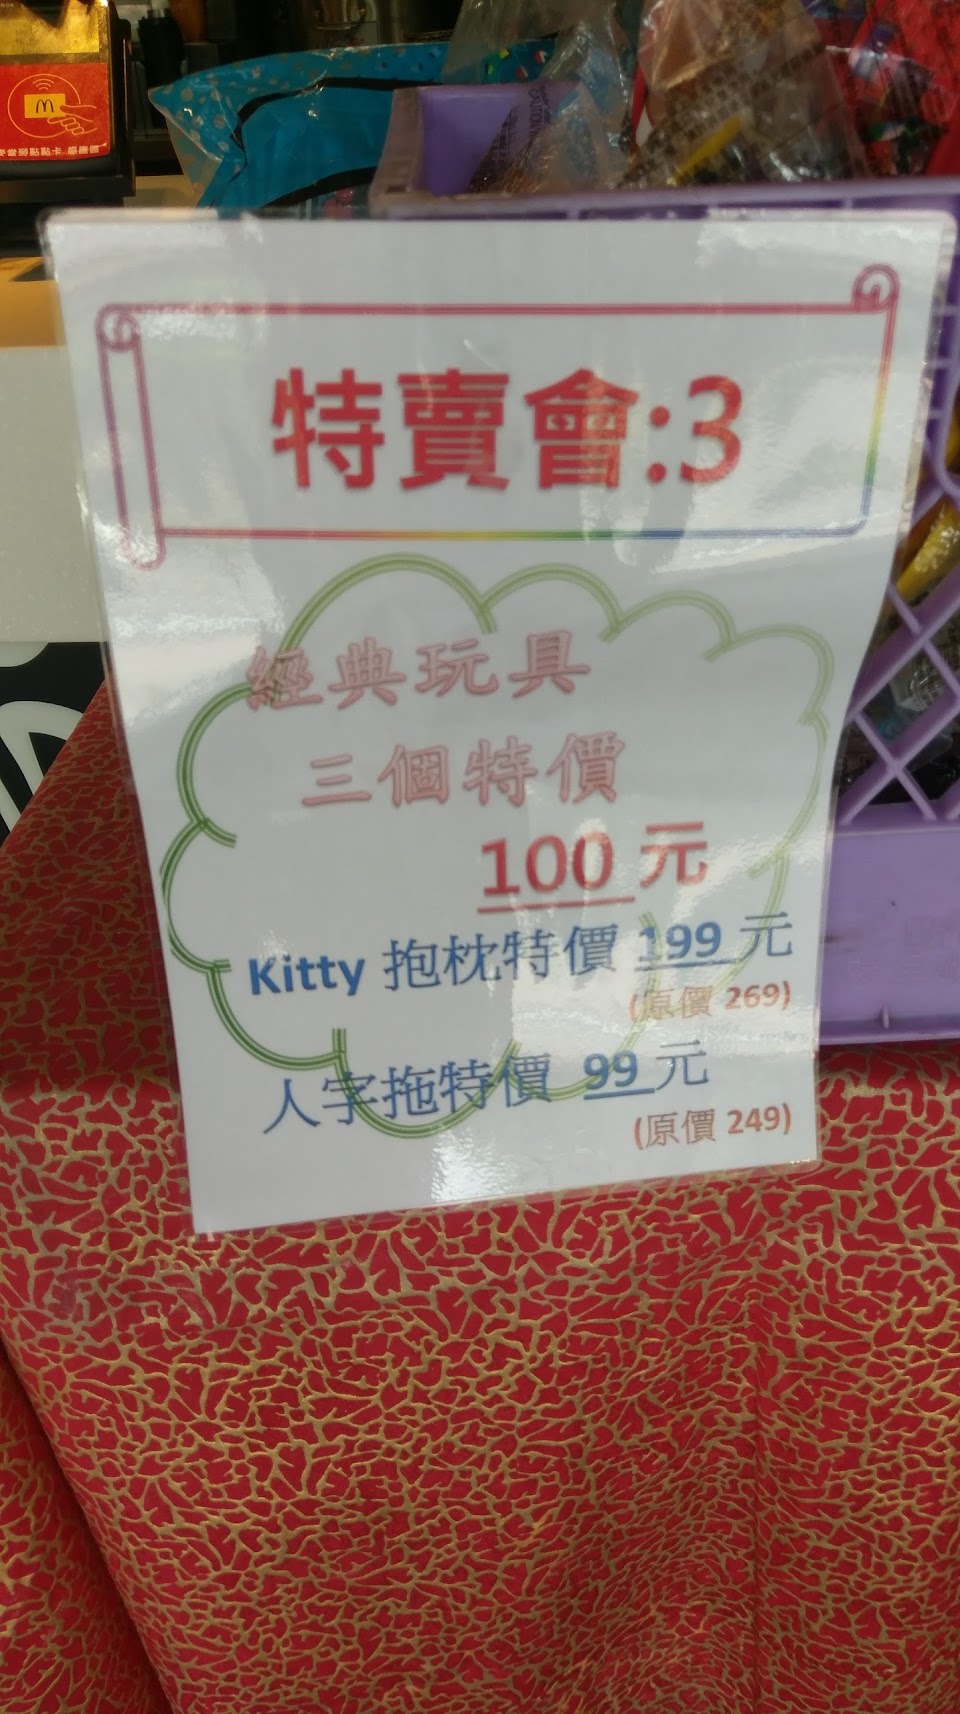 特賣會:3
經典玩具
三個特價
100 元
Kitty 抱枕特價 199 元
(原價 269)
人字拖特價 99 元
(原價 249)
CAUTION